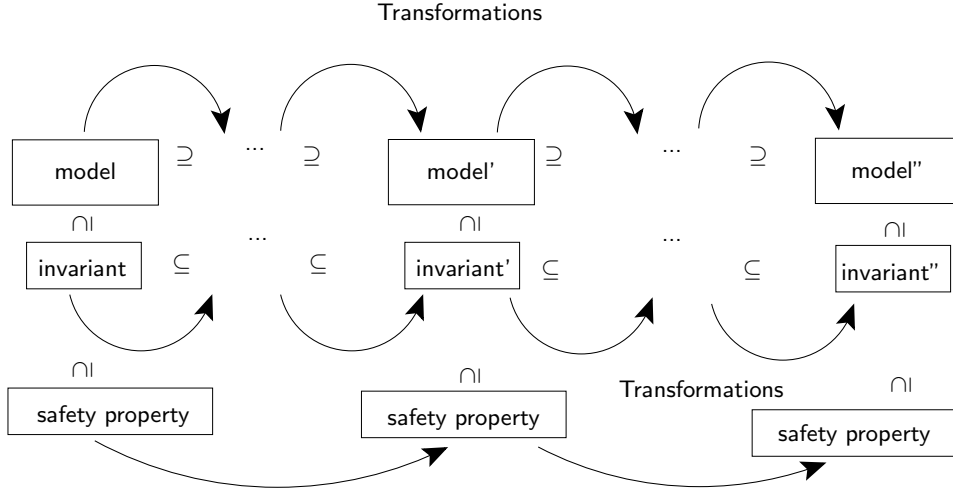 Transformations
⊇ ... ⊇ ⊇ ... ⊇
model model' model''
∩I ∩I ∩I
... ...
invariant ⊆ ⊆ invariant' ⊆ ⊆ invariant''
∩I ∩I ∩I
Transformations
safety property safety property safety property